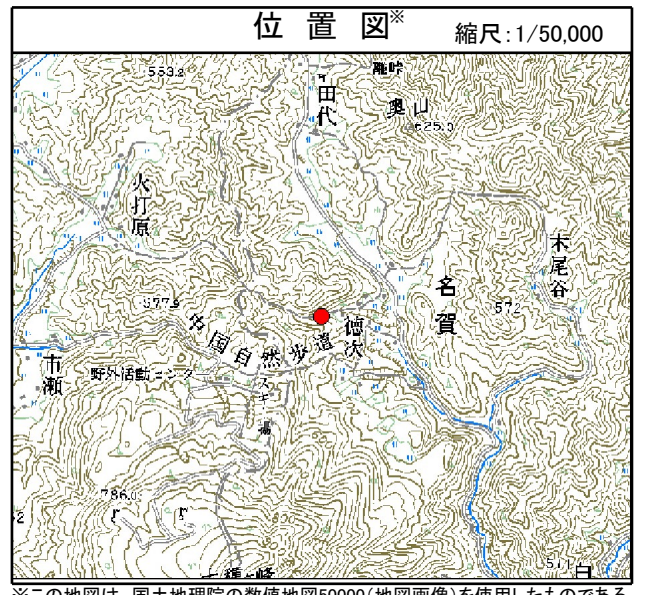 位 置 図※
縮尺：1/50,000
553.2
田代
奥山
625.0
火打原
木尾谷
名賀
572
577.9
中国自然歩道
徳次
市瀬
野外活動センター
スキー場
786.0
511
白
※この地図は、国土地理院の数値地図50000(地図画像)を使用したものである